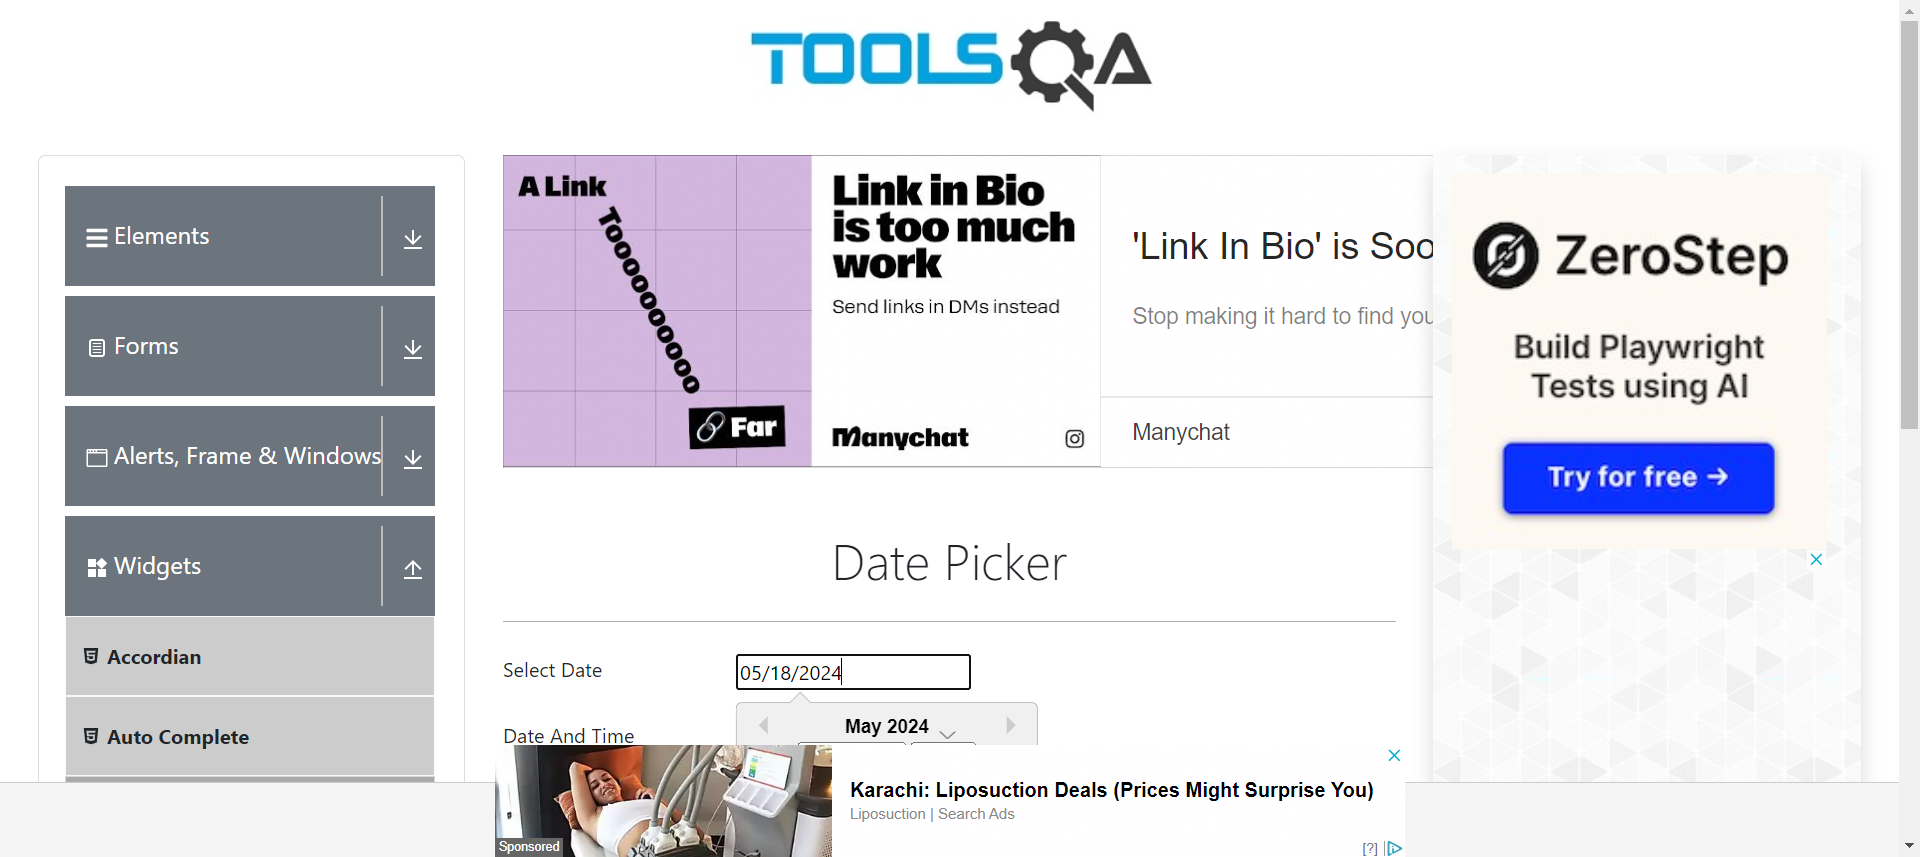 TOOLSQA
Elements
Forms
Alerts, Frame & Windows
Widgets
Accordian
Auto Complete
A Link
Tooooooooooo
Far
Link in Bio
is too much
work
Send links in DMs instead
Manychat
'Link In Bio' is Soo
Stop making it hard to find you
Manychat
ZeroStep
Build Playwright
Tests using AI
Try for free →
Date Picker
Select Date
05/18/2024
May 2024
Date And Time
Karachi: Liposuction Deals (Prices Might Surprise You)
Liposuction | Search Ads
Sponsored
[?]